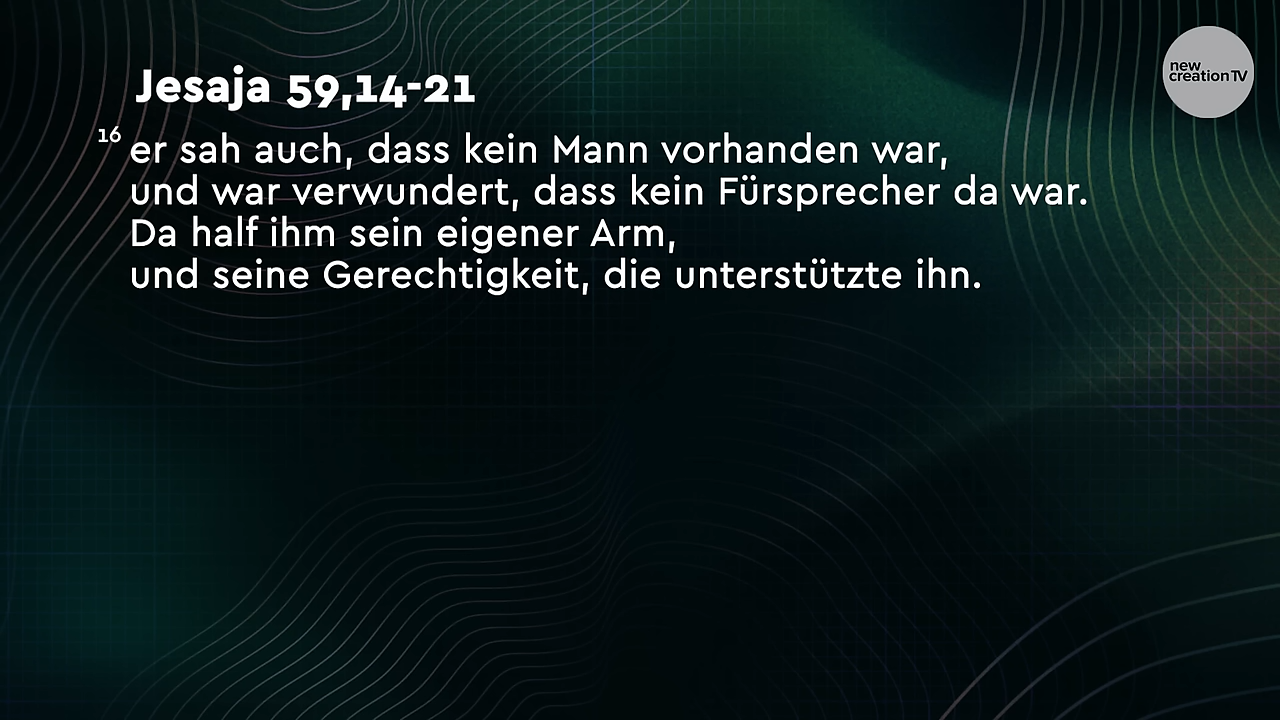 Jesaja 59,14-21
new
creation TV
16 er sah auch, dass kein Mann vorhanden war,
und war verwundert, dass kein Fürsprecher da war.
Da half ihm sein eigener Arm,
und seine Gerechtigkeit, die unterstützte ihn.